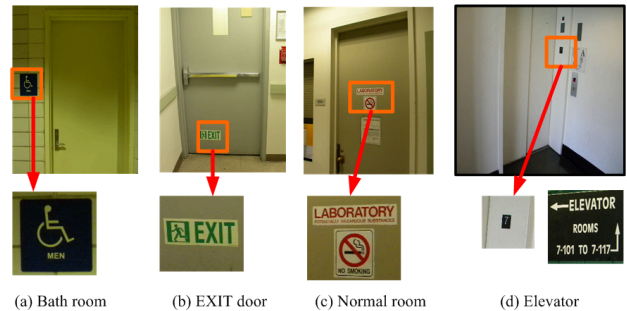 EXIT
LABORATORY
MEN
EXIT
LABORATORY
POTENTIALLY HAZARDOUS SUBSTANCES
NO SMOKING
7
←ELEVATOR
ROOMS
7-101 TO 7-117
(a) Bath room
(b) EXIT door
(c) Normal room
(d) Elevator